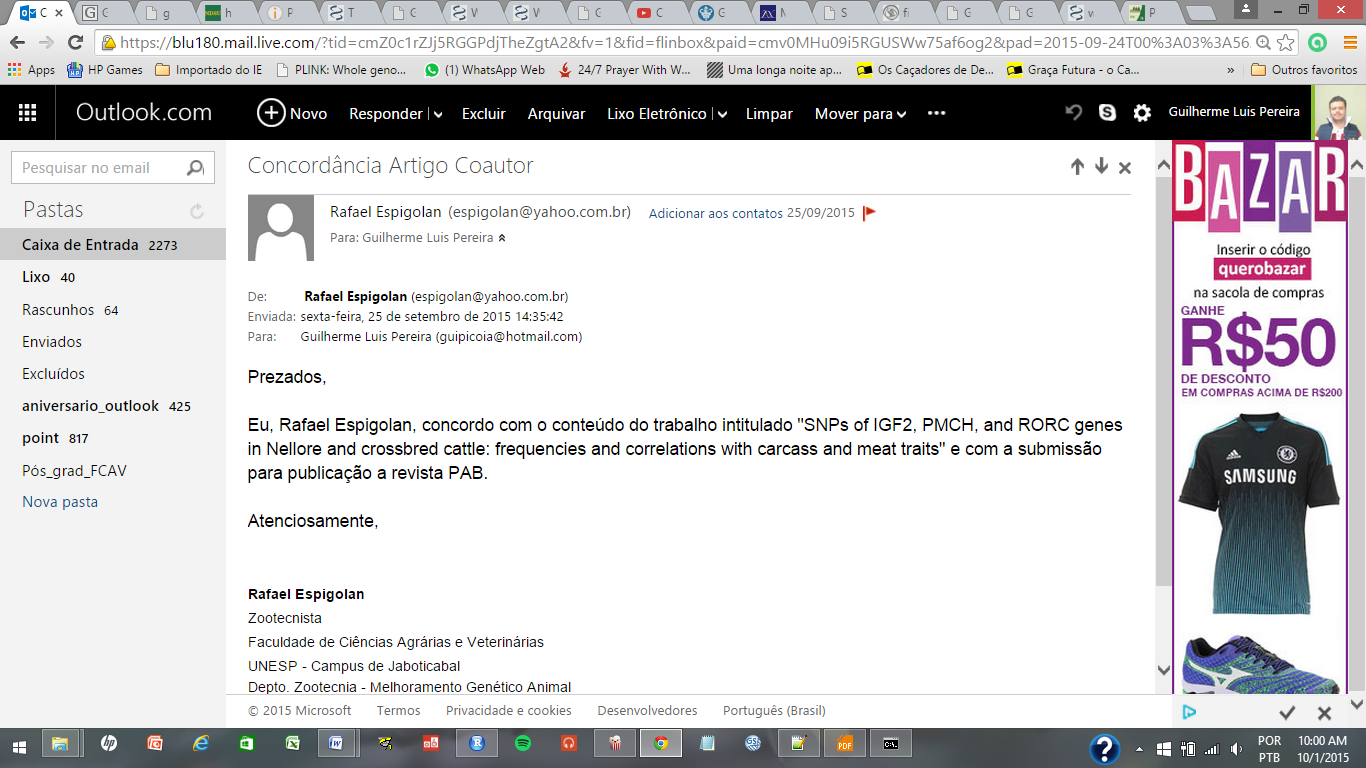 C
G
g
h
P
T
C
V
V
C
C
G
N
S
fi
G
G
v
P
https://blu180.mail.live.com/?tid=cmZ0c1rZJj5RGGPdjTheZgtA2&fv=1&fid=flinbox&paid=cmv0MHu09i5RGUSWw75af6og2&pad=2015-09-24T00%3A03%3A56.
Apps HP Games Importado do IE PLINK: Whole geno... (1) WhatsApp Web 24/7 Prayer With W... Uma longa noite ap... Os Caçadores de De... Graça Futura - o Ca... » Outros favoritos
Outlook.com Novo Responder Excluir Arquivar Lixo Eletrônico Limpar Mover para ••• Guilherme Luis Pereira
Pesquisar no email
Pastas
Caixa de Entrada 2273
Lixo 40
Rascunhos 64
Enviados
Excluídos
aniversario_outlook 425
point 817
Pós_grad_FCAV
Nova pasta
Concordância Artigo Coautor
Rafael Espigolan (espigolan@yahoo.com.br) Adicionar aos contatos 25/09/2015
Para: Guilherme Luis Pereira
De: Rafael Espigolan (espigolan@yahoo.com.br)
Enviada: sexta-feira, 25 de setembro de 2015 14:35:42
Para: Guilherme Luis Pereira (guipicoia@hotmail.com)
Prezados,
Eu, Rafael Espigolan, concordo com o conteúdo do trabalho intitulado "SNPs of IGF2, PMCH, and RORC genes
in Nellore and crossbred cattle: frequencies and correlations with carcass and meat traits" e com a submissão
para publicação a revista PAB.
Atenciosamente,
Rafael Espigolan
Zootecnista
Faculdade de Ciências Agrárias e Veterinárias
UNESP - Campus de Jaboticabal
Depto. Zootecnia - Melhoramento Genético Animal
© 2015 Microsoft Termos Privacidade e cookies Desenvolvedores Português (Brasil)
BAZAR
Inserir o código
querobazar
na sacola de compras
GANHE
R$50
DE DESCONTO
EM COMPRAS ACIMA DE R$200
SAMSUNG
POR 10:00 AM
PTB 10/1/2015